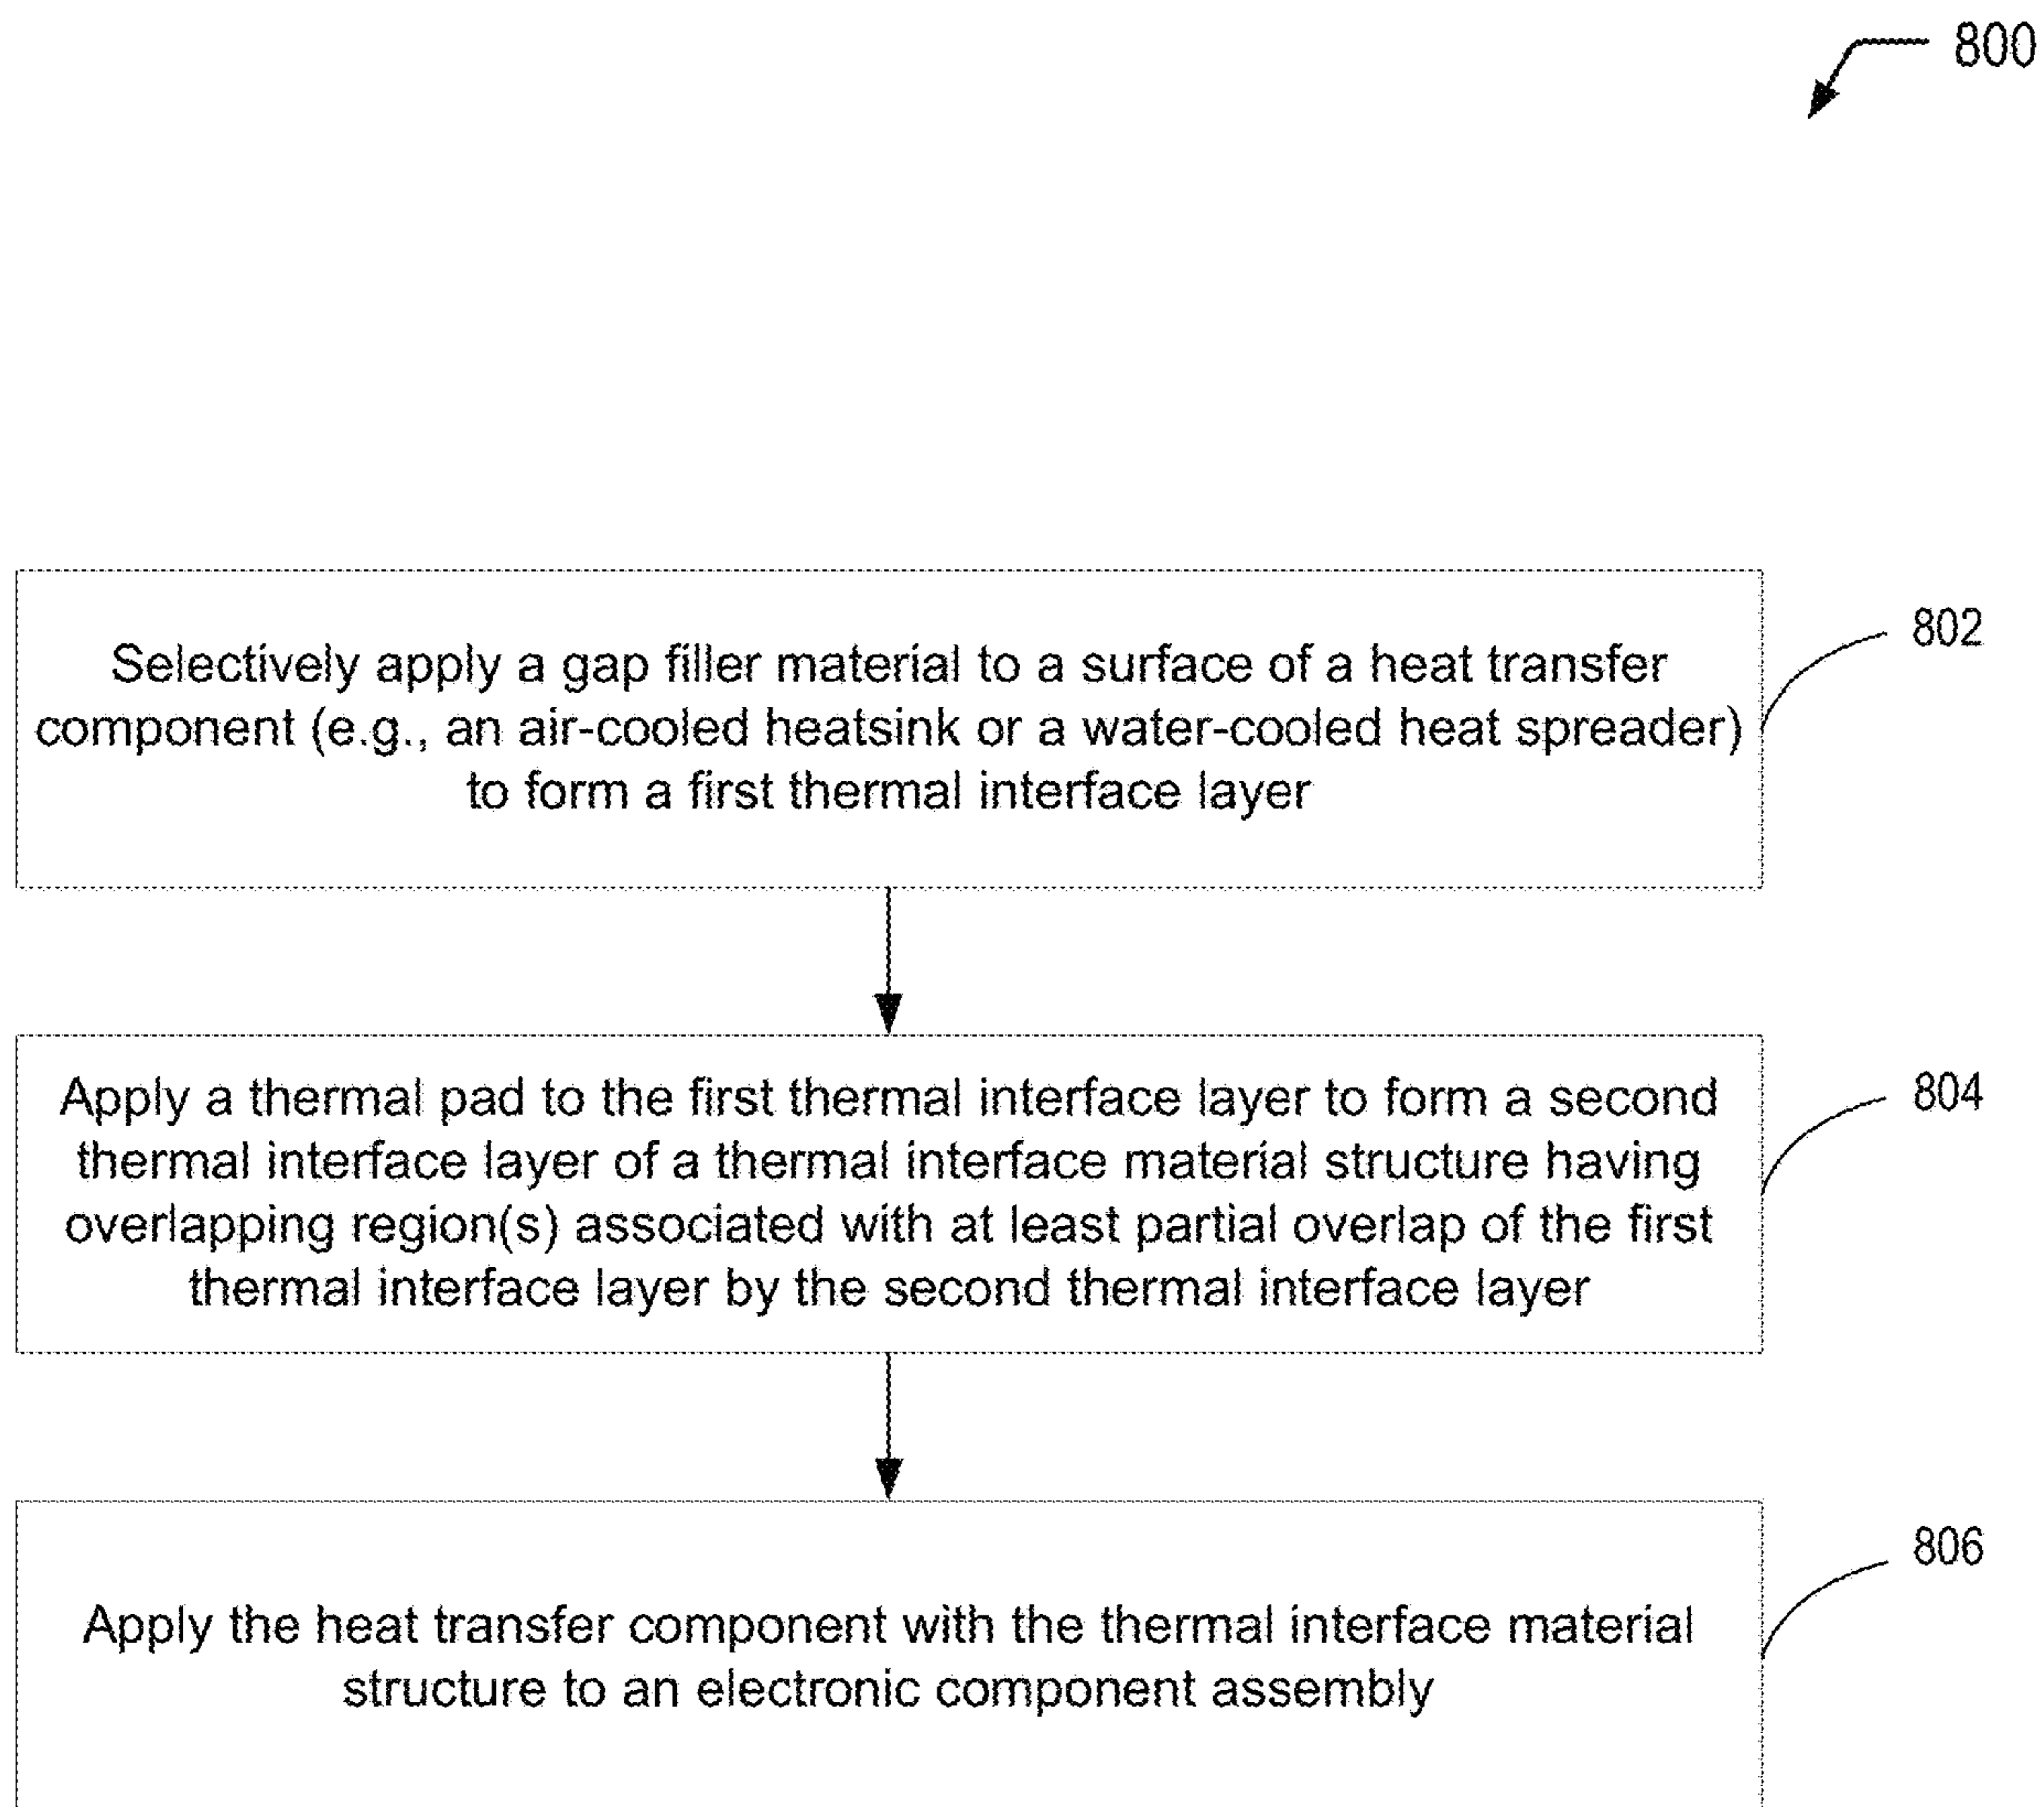 800
Selectively apply a gap filler material to a surface of a heat transfer
component (e.g., an air-cooled heatsink or a water-cooled heat spreader)
to form a first thermal interface layer
802
Apply a thermal pad to the first thermal interface layer to form a second
thermal interface layer of a thermal interface material structure having
overlapping region(s) associated with at least partial overlap of the first
thermal interface layer by the second thermal interface layer
804
Apply the heat transfer component with the thermal interface material
structure to an electronic component assembly
806